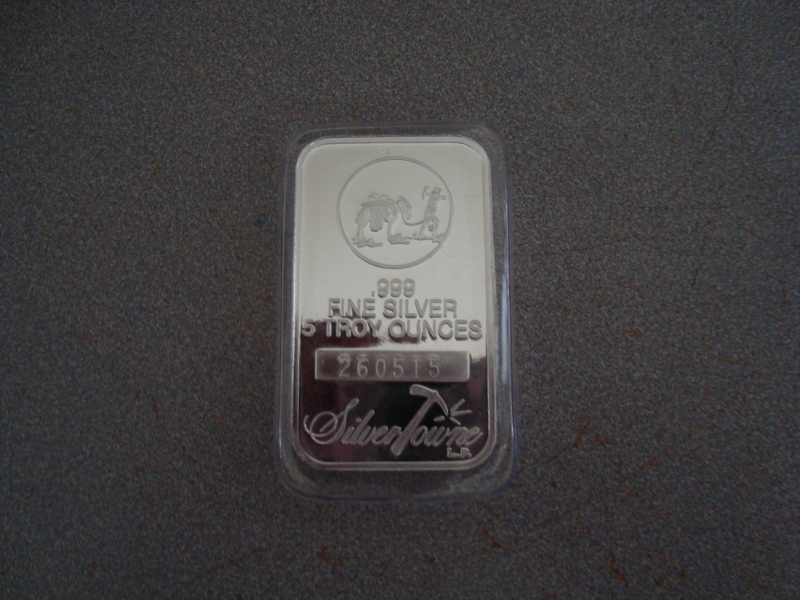 .999
FINE SILVER
5 TROY OUNCES
260515
SilverTowne
L.P.